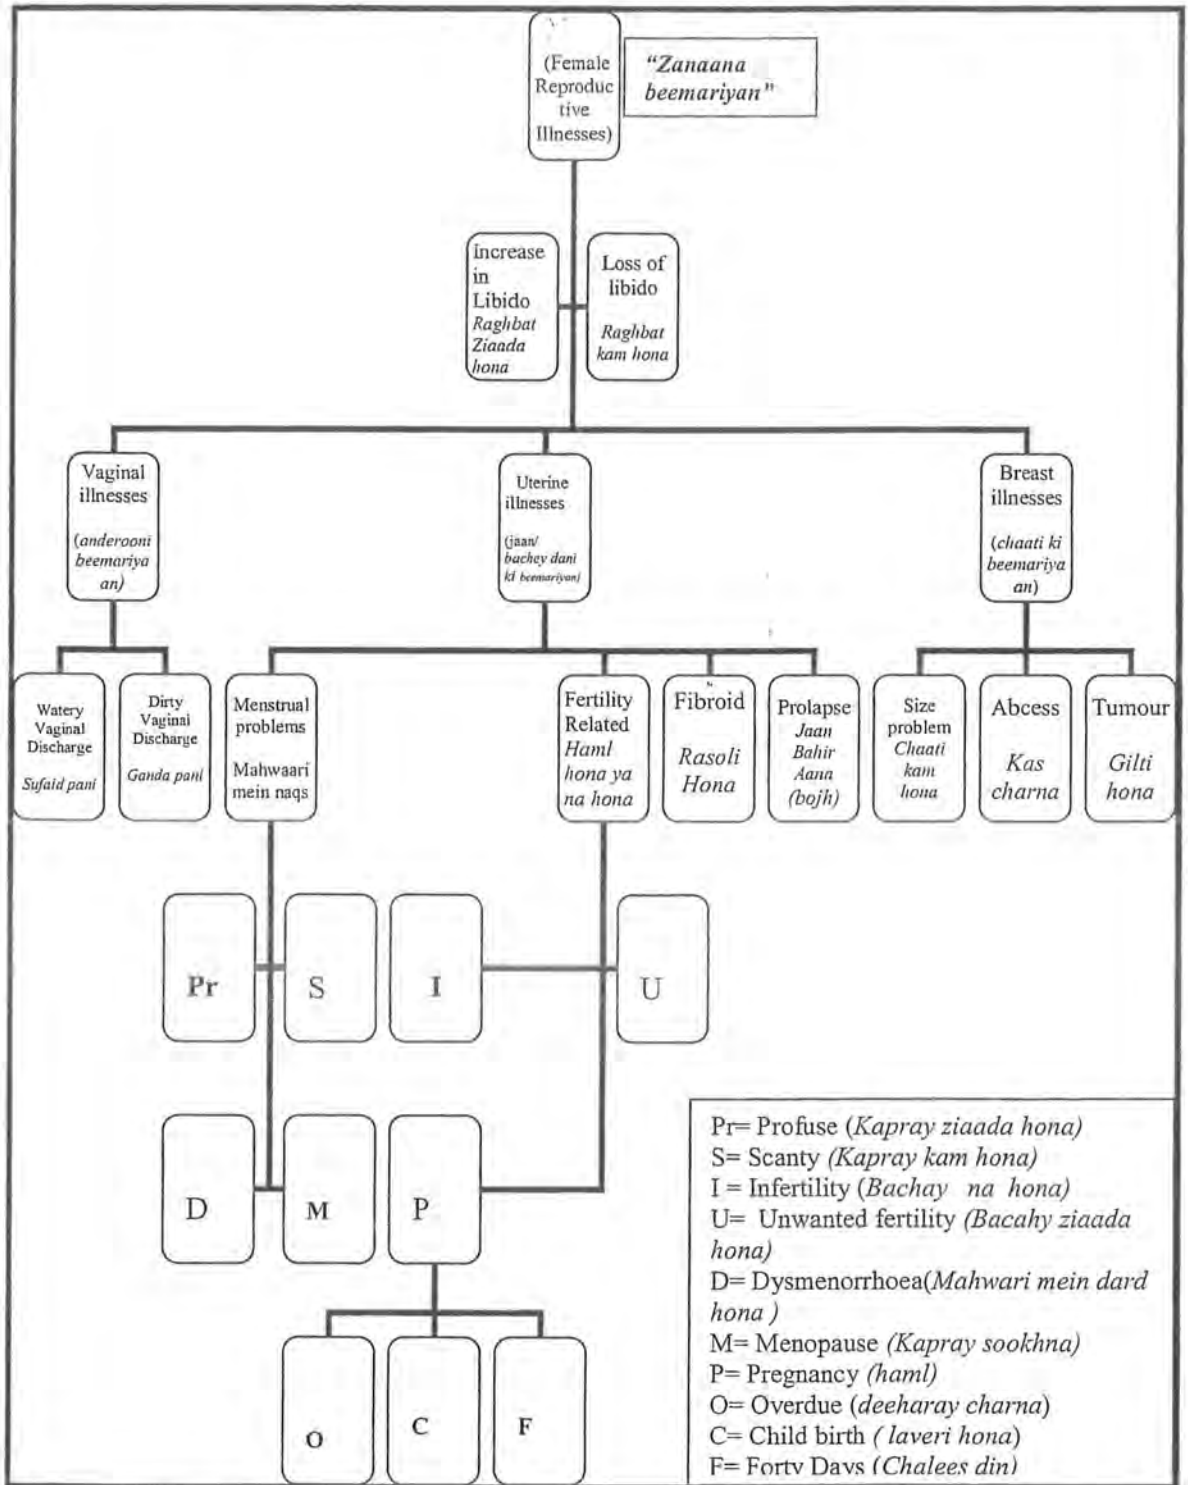 (Female
Reproduc
tive
Illnesses)
"Zanaana
beemariyan"
Increase
in
Libido
Raghbat
Ziaada
hona
Loss of
libido
Raghbat
kam hona
Vaginal
illnesses
(anderooni
beemariya
an)
Uterine
illnesses
(jaan/
bachey dani
ki beemariyan)
Breast
illnesses
(chaati ki
beemariya
an)
Watery
Vaginal
Discharge
Sufaid pani
Dirty
Vaginal
Discharge
Ganda pani
Menstrual
problems
Mahwaari
mein naqs
Fertility
Related
Haml
hona ya
na hona
Fibroid
Rasoli
Hona
Prolapse
Jaan
Bahir
Aana
(bojh)
Size
problem
Chaati
kam
hona
Abcess
Kas
charna
Tumour
Gilti
hona
Pr
S
I
U
D
M
P
O
C
F
Pr= Profuse (Kapray ziaada hona)
S= Scanty (Kapray kam hona)
I = Infertility (Bachay na hona)
U= Unwanted fertility (Bacahy ziaada
hona)
D= Dysmenorrhoea(Mahwari mein dard
hona )
M= Menopause (Kapray sookhna)
P= Pregnancy (haml)
O= Overdue (deeharay charna)
C= Child birth ( laveri hona)
F= Forty Days (Chalees din)